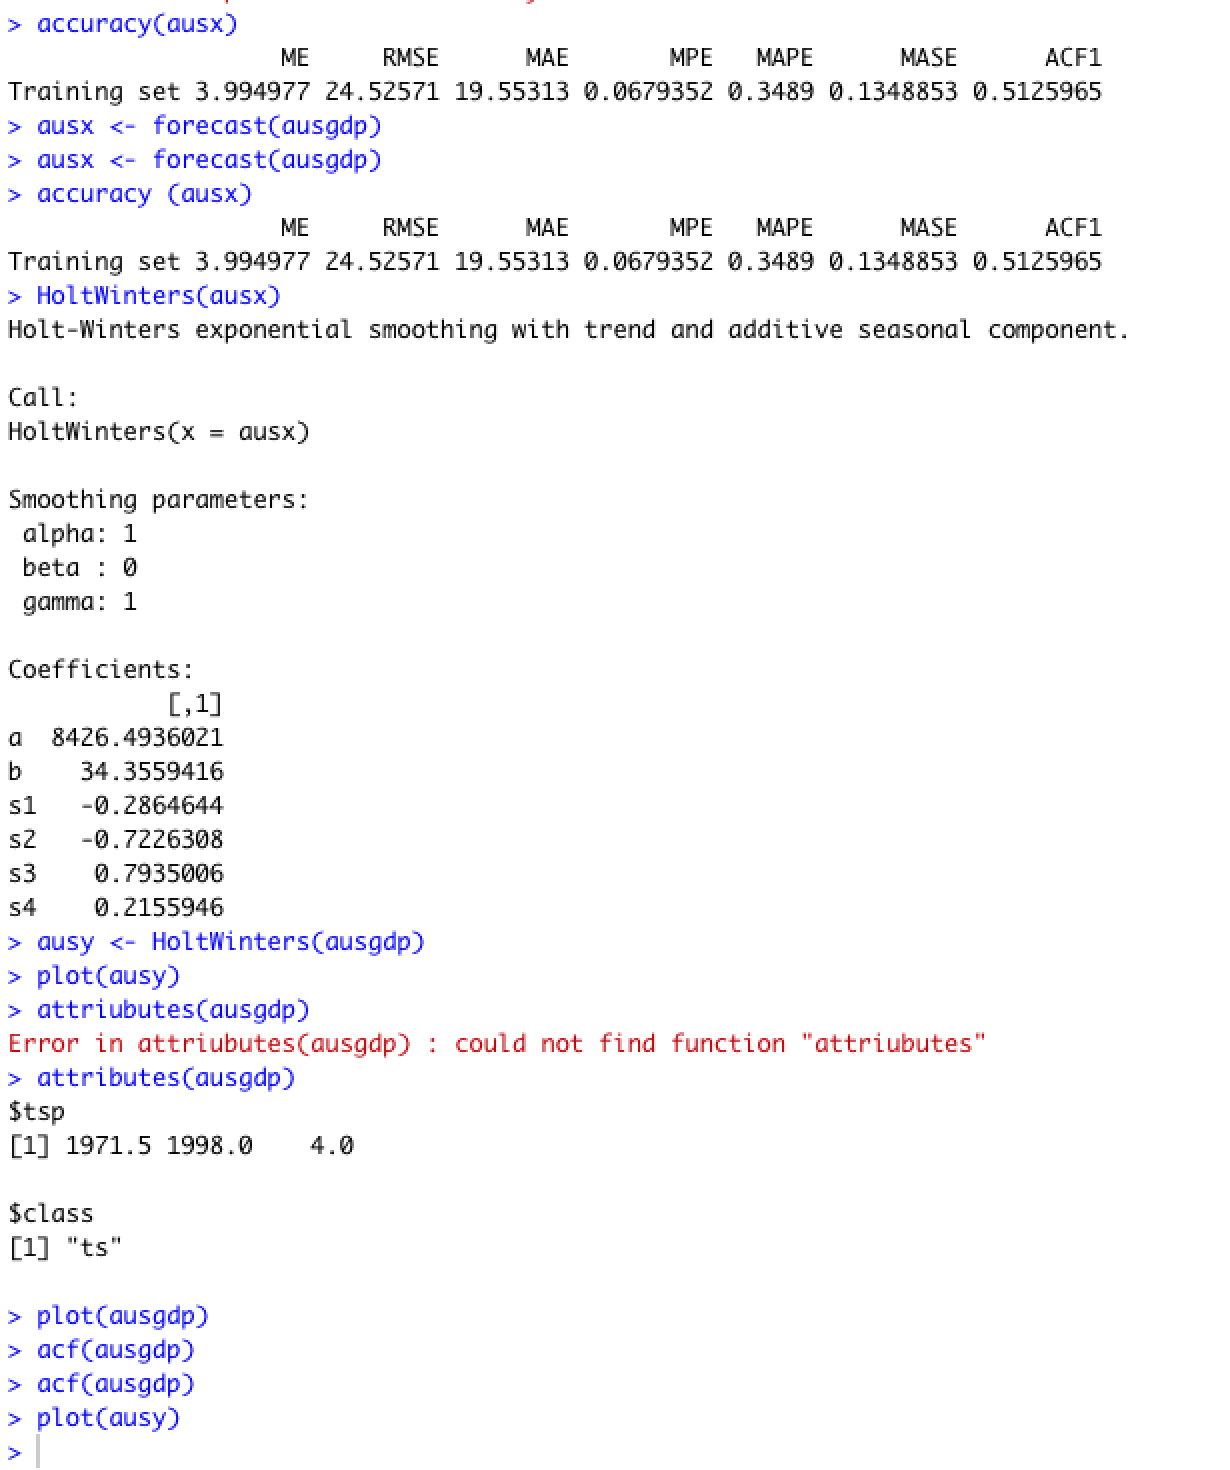 > accuracy(ausx)
ME RMSE MAE MPE MAPE MASE ACF1
Training set 3.994977 24.52571 19.55313 0.0679352 0.3489 0.1348853 0.5125965
> ausx <- forecast(ausgdp)
> ausx <- forecast(ausgdp)
> accuracy (ausx)
ME RMSE MAE MPE MAPE MASE ACF1
Training set 3.994977 24.52571 19.55313 0.0679352 0.3489 0.1348853 0.5125965
> HoltWinters(ausx)
Holt-Winters exponential smoothing with trend and additive seasonal component.
Call:
HoltWinters(x = ausx)
Smoothing parameters:
alpha: 1
beta : 0
gamma: 1
Coefficients:
[,1]
a 8426.4936021
b 34.3559416
s1 -0.2864644
s2 -0.7226308
s3 0.7935006
s4 0.2155946
> ausy <- HoltWinters(ausgdp)
> plot(ausy)
> attriubutes(ausgdp)
Error in attriubutes(ausgdp) : could not find function "attriubutes"
> attributes(ausgdp)
$tsp
[1] 1971.5 1998.0 4.0
$class
[1] "ts"
> plot(ausgdp)
> acf(ausgdp)
> acf(ausgdp)
> plot(ausy)
>